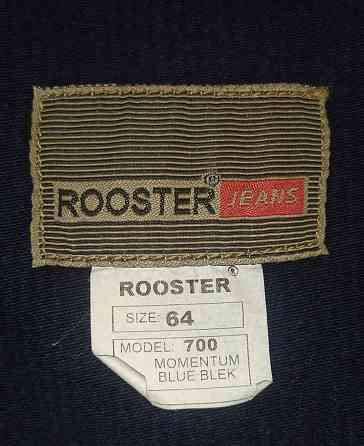 ROOSTER® JEANS
ROOSTER®
SIZE: 64
MODEL: 700
MOMENTUM
BLUE BLEK